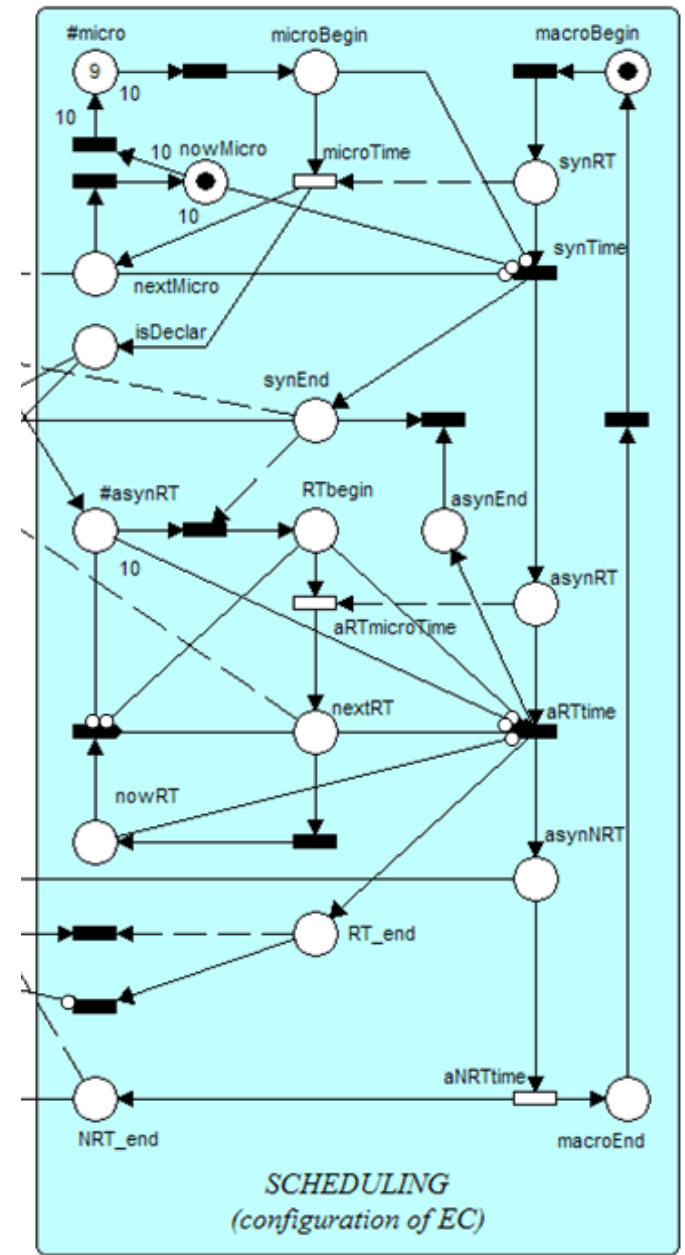 #micro
microBegin
macroBegin
9
10
10
10
nowMicro
microTime
synRT
10
synTime
nextMicro
isDeclar
synEnd
#asynRT
RTbegin
asynEnd
10
asynRT
aRTmicroTime
nextRT
aRTtime
nowRT
asynNRT
RT_end
aNRTtime
NRT_end
macroEnd
SCHEDULING
(configuration of EC)